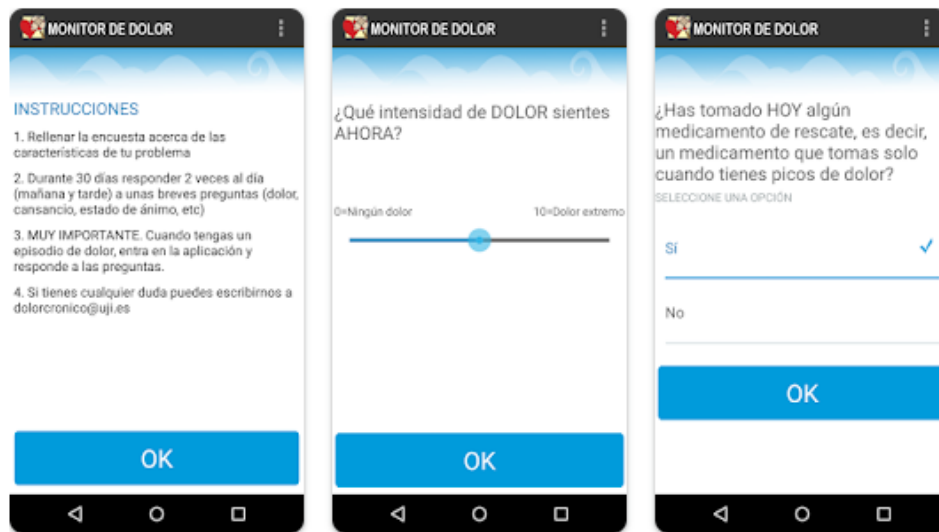 MONITOR DE DOLOR
INSTRUCCIONES
1. Rellenar la encuesta acerca de las
características de tu problema
2. Durante 30 días responder 2 veces al día
(mañana y tarde) a unas breves preguntas (dolor,
cansancio, estado de ánimo, etc)
3. MUY IMPORTANTE. Cuando tengas un
episodio de dolor, entra en la aplicación y
responde a las preguntas.
4. Si tienes cualquier duda puedes escribirnos a
dolorcronico@uji.es
OK
MONITOR DE DOLOR
¿Qué intensidad de DOLOR sientes
AHORA?
0=Ningún dolor 10=Dolor extremo
OK
MONITOR DE DOLOR
¿Has tomado HOY algún
medicamento de rescate, es decir,
un medicamento que tomas solo
cuando tienes picos de dolor?
SELECCIONE UNA OPCIÓN
Sí
No
OK